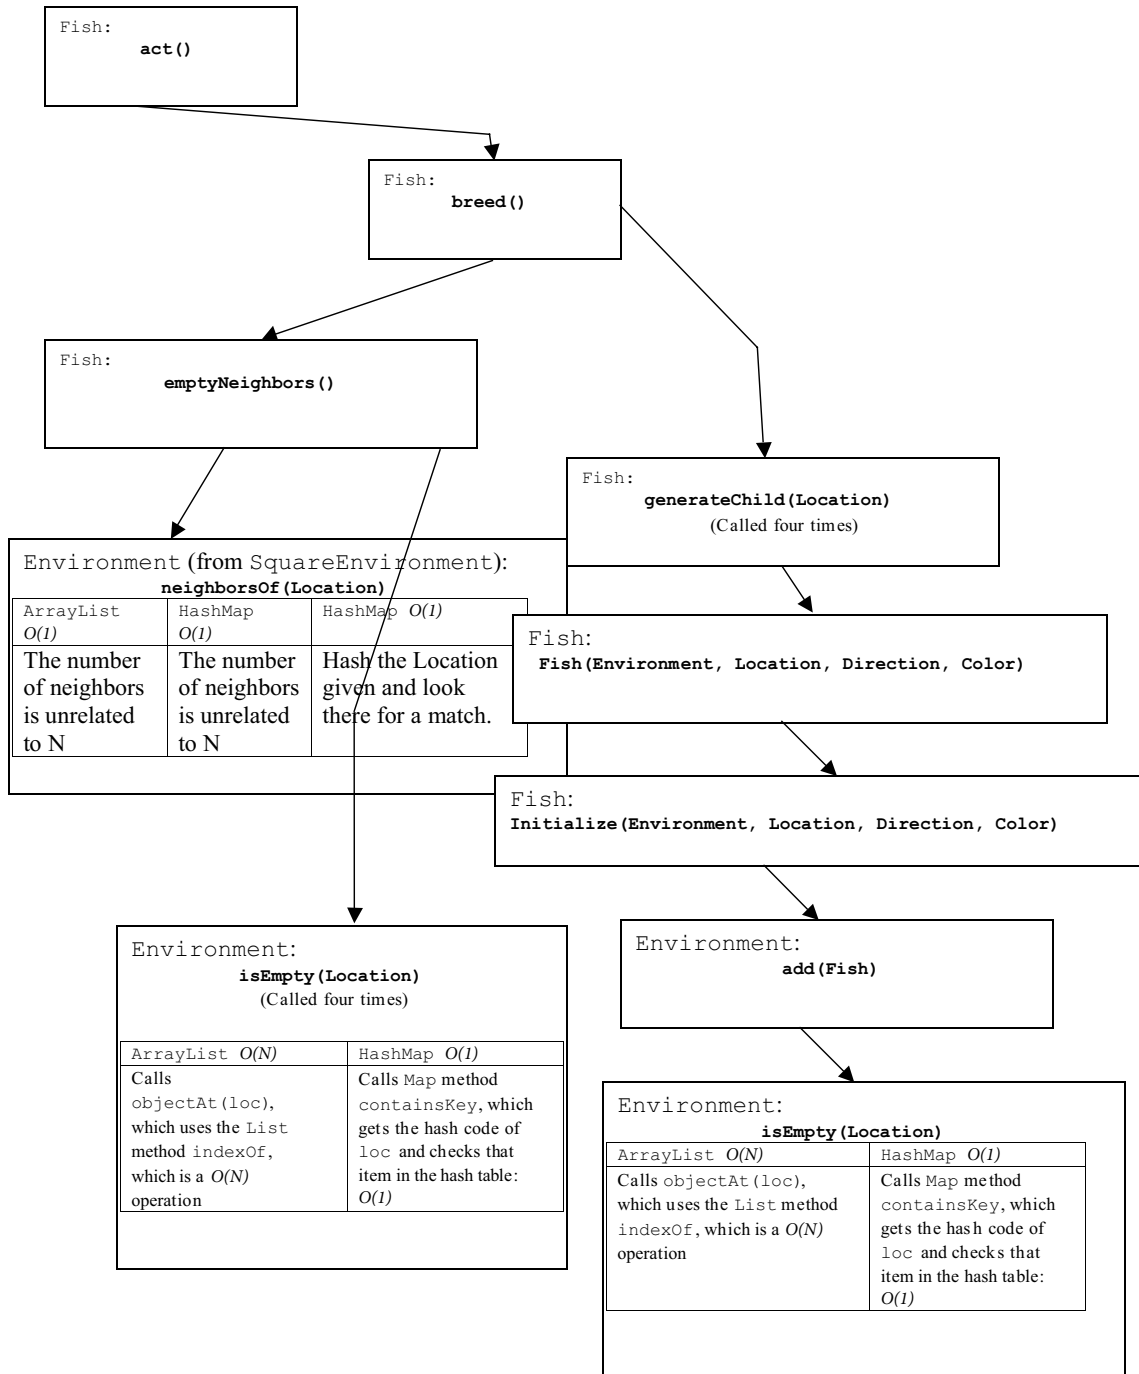 Fish:
act()
Fish:
breed()
Fish:
emptyNeighbors()
Fish:
generateChild(Location)
(Called four times)
Environment (from SquareEnvironment):
neighborsOf(Location)
ArrayList
O(1)
HashMap
O(1)
HashMap O(1)
The number
of neighbors
is unrelated
to N
The number
of neighbors
is unrelated
to N
Hash the Location
given and look
there for a match.
Fish:
Fish(Environment, Location, Direction, Color)
Fish:
Initialize(Environment, Location, Direction, Color)
Environment:
isEmpty(Location)
(Called four times)
ArrayList O(N)
HashMap O(1)
Calls
objectAt(loc),
which uses the List
method indexOf,
which is a O(N)
operation
Calls Map method
containsKey, which
gets the hash code of
loc and checks that
item in the hash table:
O(1)
Environment:
add(Fish)
Environment:
isEmpty(Location)
ArrayList O(N)
HashMap O(1)
Calls objectAt(loc),
which uses the List method
indexOf, which is a O(N)
operation
Calls Map method
containsKey, which
gets the hash code of
loc and checks that
item in the hash table:
O(1)